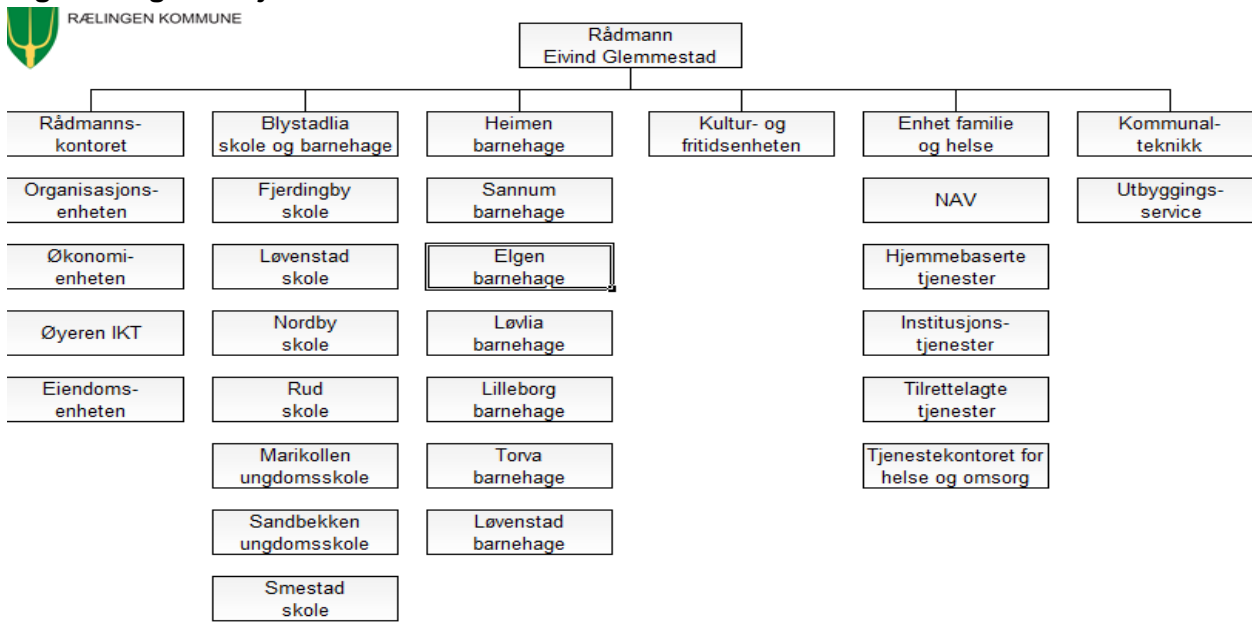 RÆLINGEN KOMMUNE
Rådmann
Eivind Glemmestad
Rådmanns-
kontoret
Organisasjons-
enheten
Økonomi-
enheten
Øyeren IKT
Eiendoms-
enheten
Blystadlia
skole og barnehage
Fjerdingby
skole
Løvenstad
skole
Nordby
skole
Rud
skole
Marikollen
ungdomsskole
Sandbekken
ungdomsskole
Smestad
skole
Heimen
barnehage
Sannum
barnehage
Elgen
barnehage
Løvlia
barnehage
Lilleborg
barnehage
Torva
barnehage
Løvenstad
barnehage
Kultur- og
fritidsenheten
Enhet familie
og helse
NAV
Hjemmebaserte
tjenester
Institusjons-
tjenester
Tilrettelagte
tjenester
Tjenestekontoret for
helse og omsorg
Kommunal-
teknikk
Utbyggings-
service